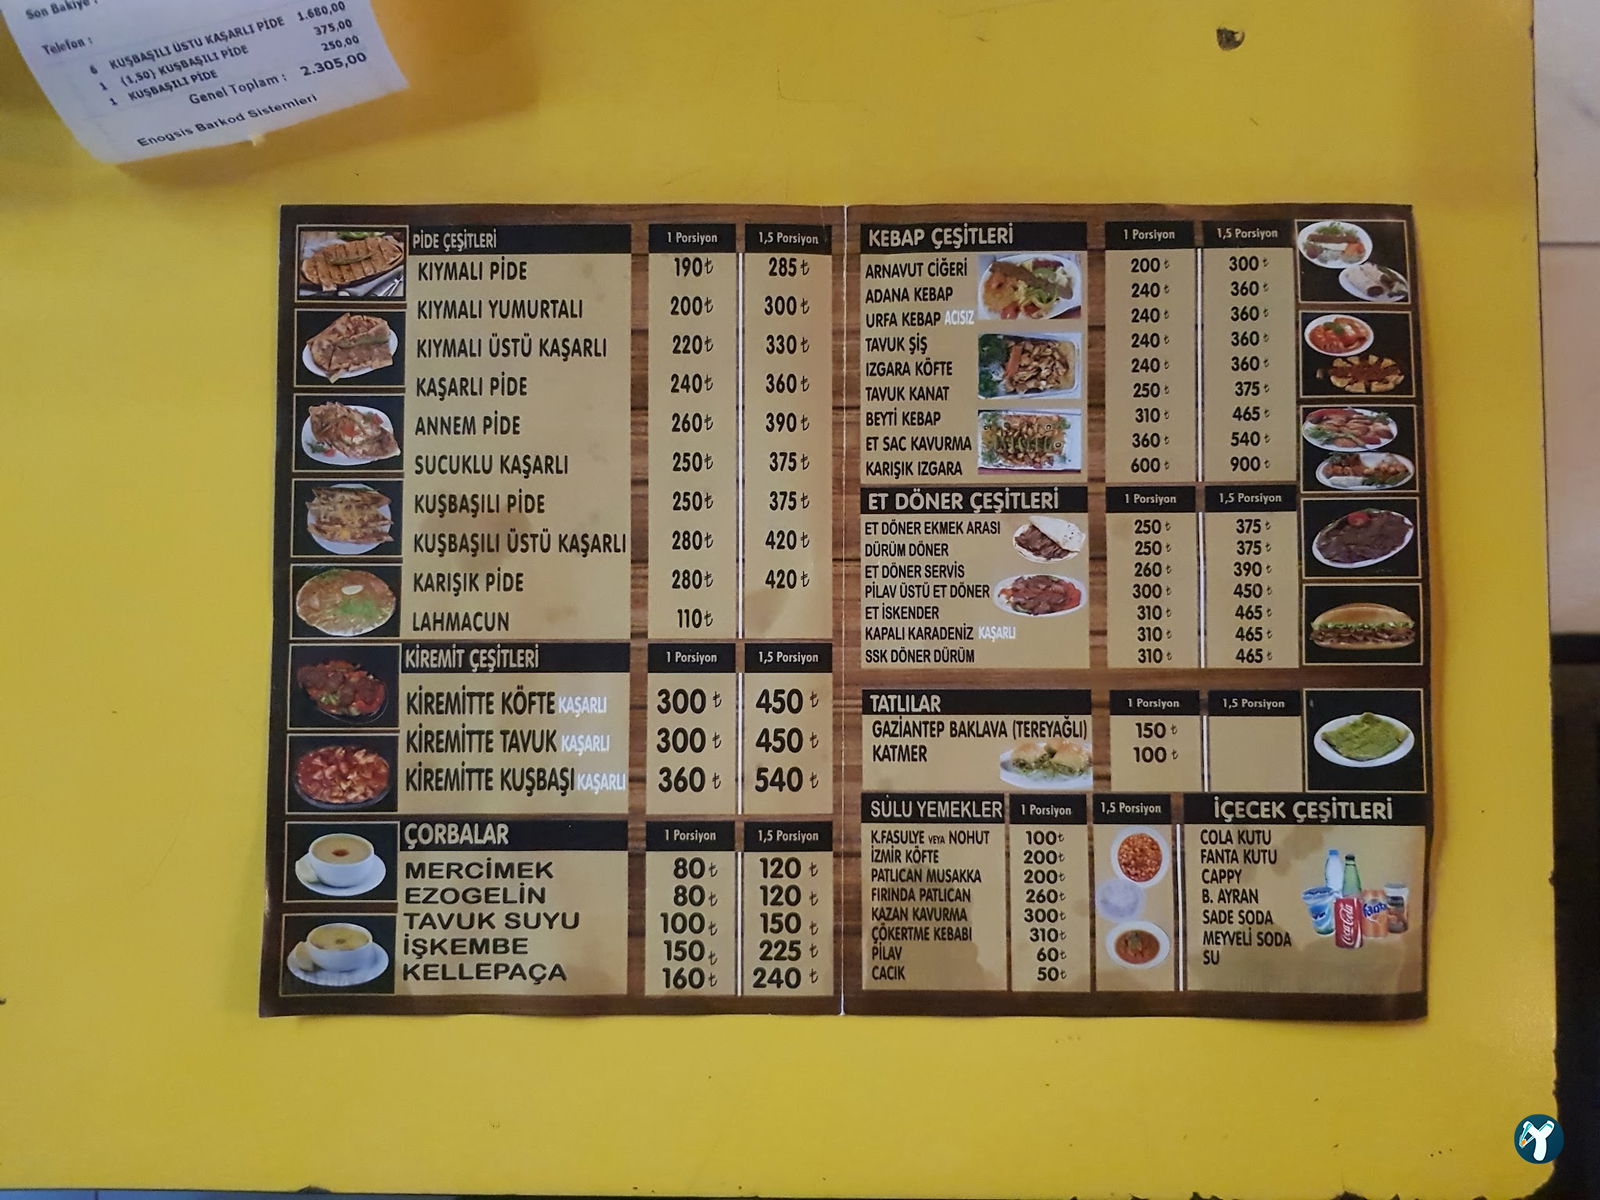 Son Bakiye :
Telefon :
6 KUŞBAŞILI ÜSTÜ KAŞARLI PİDE 1.680,00
1 (1,50) KUŞBAŞILI PİDE 375,00
1 KUŞBAŞILI PİDE 250,00
Genel Toplam : 2.305,00
Enogsis Barkod Sistemleri
PİDE ÇEŞİTLERİ 1 Porsiyon 1,5 Porsiyon
KIYMALI PİDE 190₺ 285₺
KIYMALI YUMURTALI 200₺ 300₺
KIYMALI ÜSTÜ KAŞARLI 220₺ 330₺
KAŞARLI PİDE 240₺ 360₺
ANNEM PİDE 260₺ 390₺
SUCUKLU KAŞARLI 250₺ 375₺
KUŞBAŞILI PİDE 250₺ 375₺
KUŞBAŞILI ÜSTÜ KAŞARLI 280₺ 420₺
KARIŞIK PİDE 280₺ 420₺
LAHMACUN 110₺
KİREMİT ÇEŞİTLERİ 1 Porsiyon 1,5 Porsiyon
KİREMİTTE KÖFTE KAŞARLI 300 ₺ 450 ₺
KİREMİTTE TAVUK KAŞARLI 300 ₺ 450 ₺
KİREMİTTE KUŞBAŞI KAŞARLI 360 ₺ 540 ₺
ÇORBALAR 1 Porsiyon 1,5 Porsiyon
MERCİMEK 80 ₺ 120 ₺
EZOGELİN 80 ₺ 120 ₺
TAVUK SUYU 100 ₺ 150 ₺
İŞKEMBE 150 ₺ 225 ₺
KELLEPAÇA 160 ₺ 240 ₺
KEBAP ÇEŞİTLERİ 1 Porsiyon 1,5 Porsiyon
ARNAVUT CİĞERİ 200 ₺ 300 ₺
ADANA KEBAP 240 ₺ 360 ₺
URFA KEBAP ACISIZ 240 ₺ 360 ₺
TAVUK ŞİŞ 240 ₺ 360 ₺
IZGARA KÖFTE 240 ₺ 360 ₺
TAVUK KANAT 250 ₺ 375 ₺
BEYTİ KEBAP 310 ₺ 465 ₺
ET SAC KAVURMA 360 ₺ 540 ₺
KARIŞIK IZGARA 600 ₺ 900 ₺
ET DÖNER ÇEŞİTLERİ 1 Porsiyon 1,5 Porsiyon
ET DÖNER EKMEK ARASI 250 ₺ 375 ₺
DÜRÜM DÖNER 250 ₺ 375 ₺
ET DÖNER SERVİS 260 ₺ 390 ₺
PİLAV ÜSTÜ ET DÖNER 300 ₺ 450 ₺
ET İSKENDER 310 ₺ 465 ₺
KAPALI KARADENİZ KAŞARLI 310 ₺ 465 ₺
SSK DÖNER DÜRÜM 310 ₺ 465 ₺
TATLILAR 1 Porsiyon 1,5 Porsiyon
GAZİANTEP BAKLAVA (TEREYAĞLI) 150 ₺
KATMER 100 ₺
SULU YEMEKLER 1 Porsiyon 1,5 Porsiyon
K.FASULYE VEYA NOHUT 100₺
İZMİR KÖFTE 200₺
PATLICAN MUSAKKA 200₺
FIRINDA PATLICAN 260₺
KAZAN KAVURMA 300₺
ÇÖKERTME KEBABI 310₺
PİLAV 60₺
CACIK 50₺
İÇECEK ÇEŞİTLERİ
COLA KUTU
FANTA KUTU
CAPPY
B. AYRAN
SADE SODA
MEYVELİ SODA
SU
Coca-Cola
fanta
Y